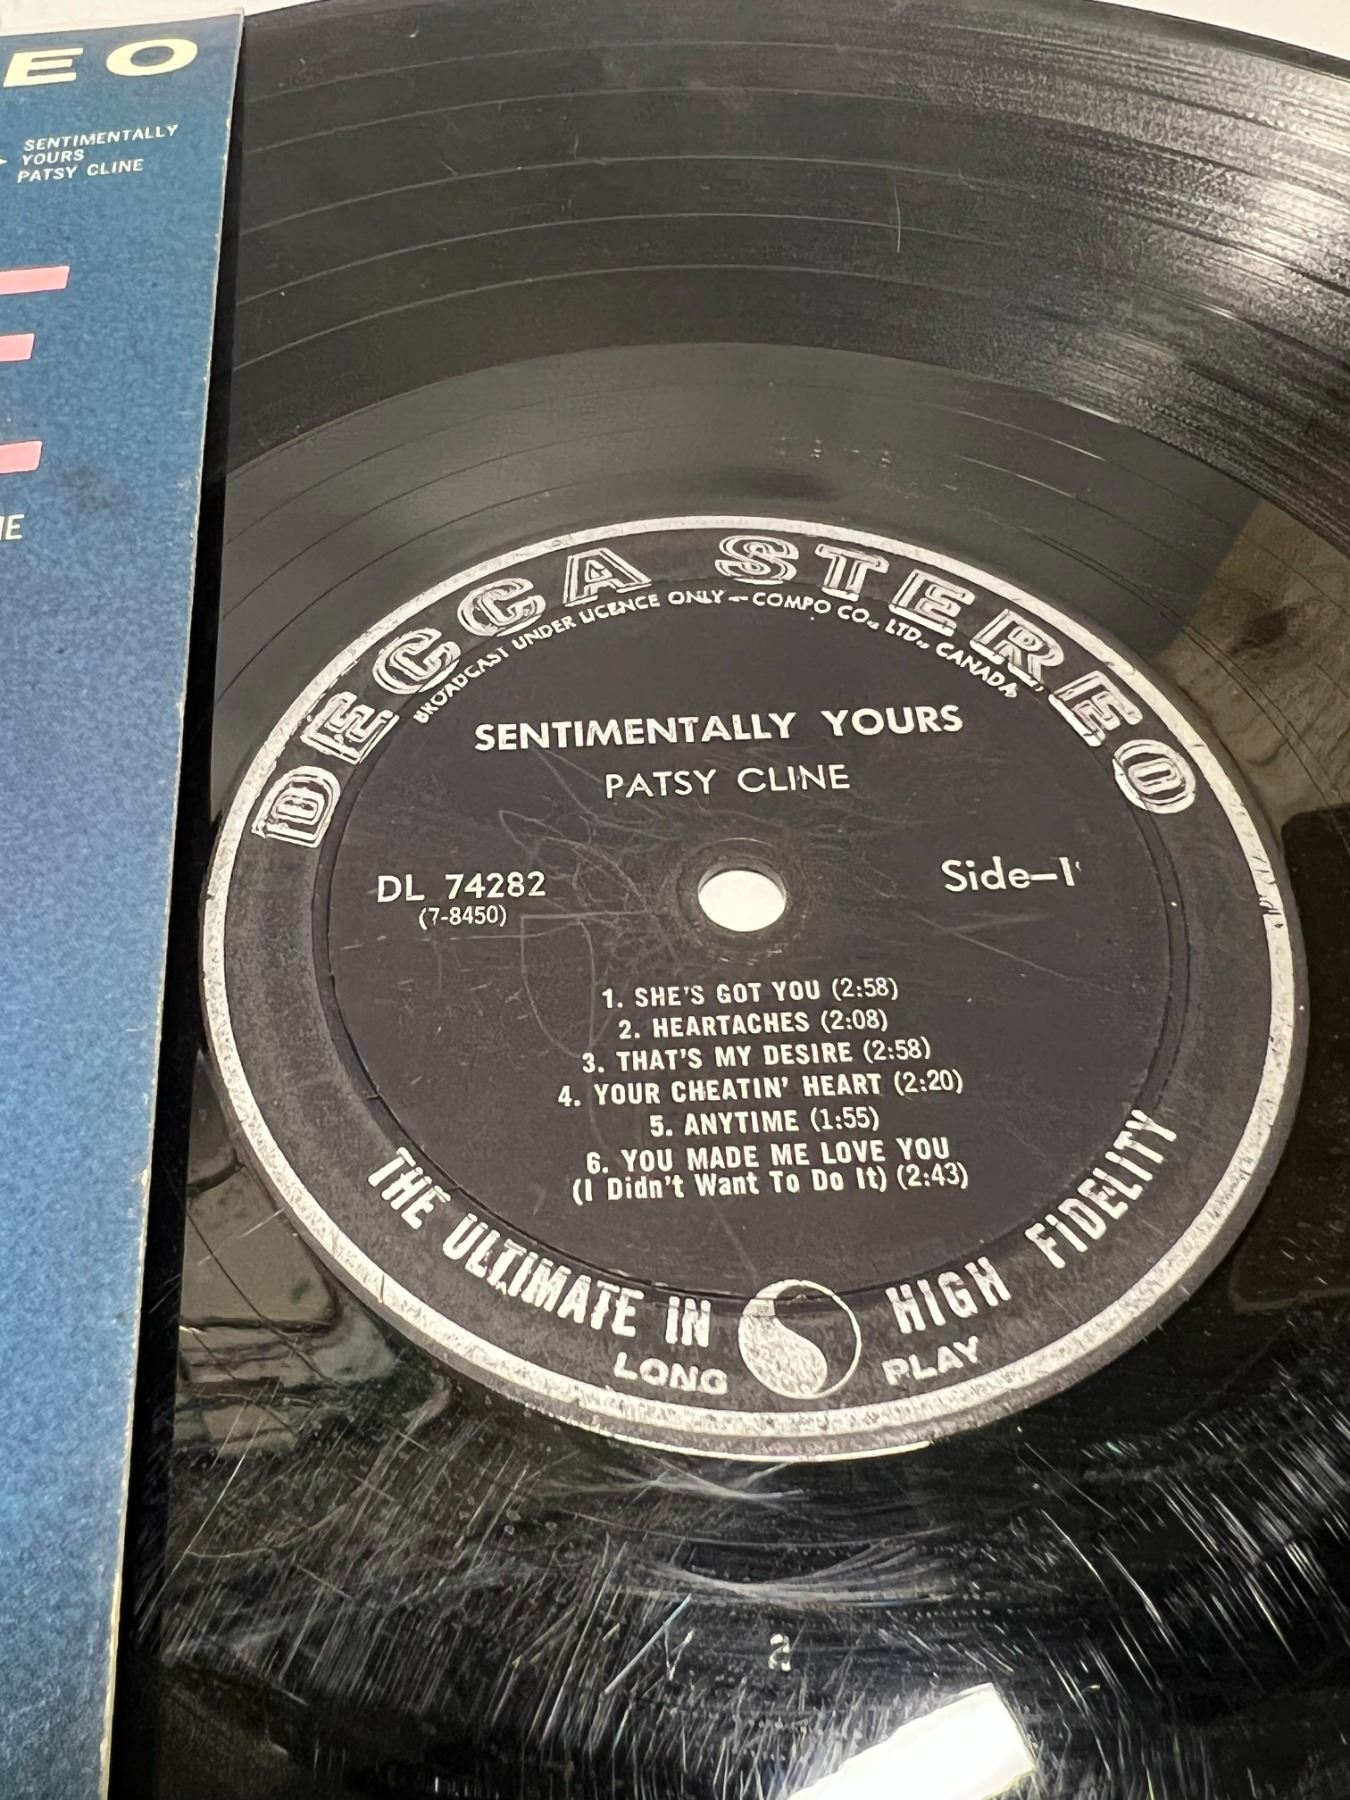 EO
SENTIMENTALLY
YOURS
PATSY CLINE
NE
DECCA STEREO
BROADCAST UNDER LICENCE ONLY — COMPO CO., LTD., CANADA
SENTIMENTALLY YOURS
PATSY CLINE
DL 74282
(7-8450)
Side-1
1. SHE'S GOT YOU (2:58)
2. HEARTACHES (2:08)
3. THAT'S MY DESIRE (2:58)
4. YOUR CHEATIN' HEART (2:20)
5. ANYTIME (1:55)
6. YOU MADE ME LOVE YOU
(I Didn't Want To Do It) (2:43)
THE ULTIMATE IN HIGH FIDELITY
LONG PLAY
a